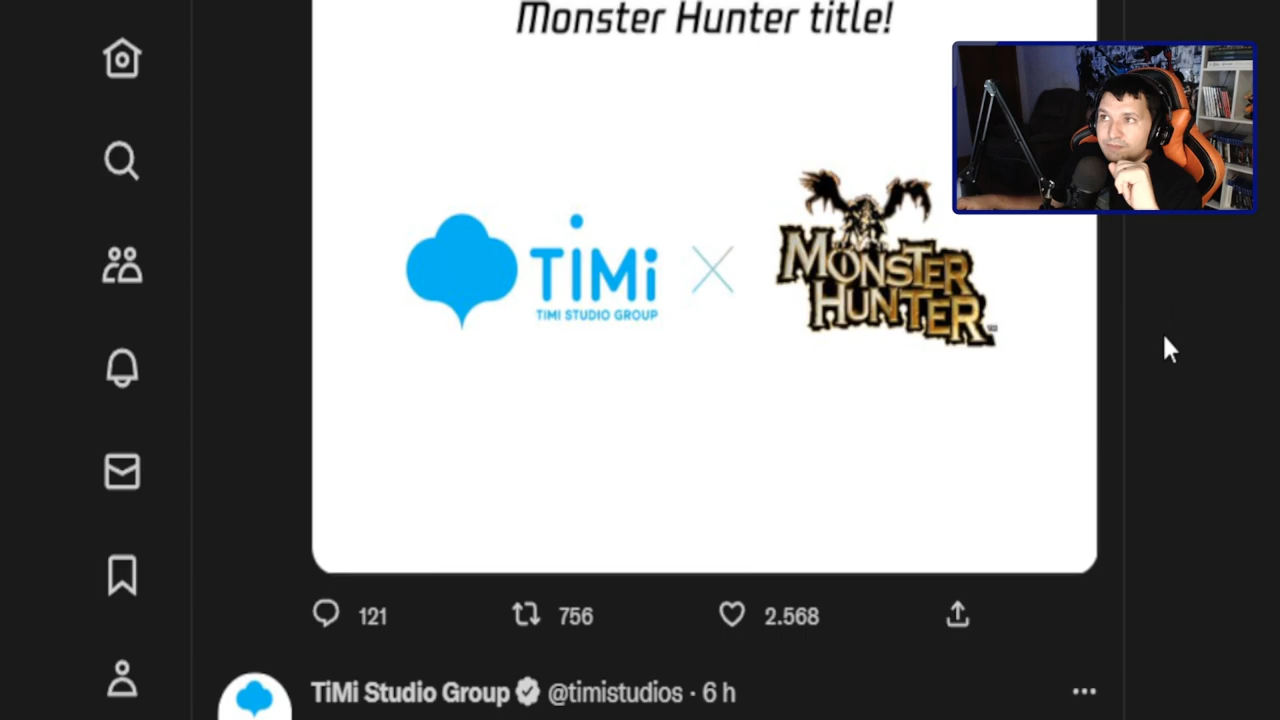 Monster Hunter title!
TiMi
TIMI STUDIO GROUP
MONSTER
HUNTER
121 756 2.568
TiMi Studio Group @timistudios · 6 h